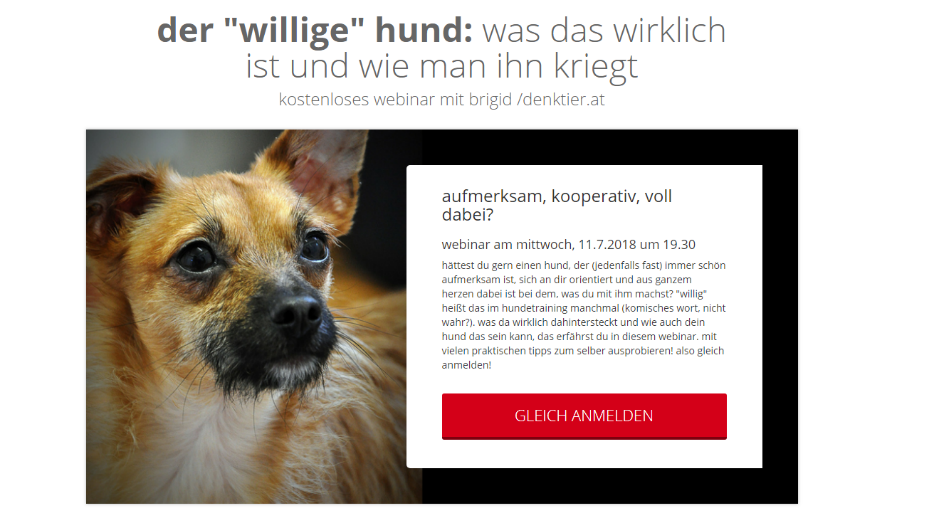 der "willige" hund: was das wirklich
ist und wie man ihn kriegt
kostenloses webinar mit brigid /denktier.at
aufmerksam, kooperativ, voll
dabei?
webinar am mittwoch, 11.7.2018 um 19.30
hättest du gern einen hund, der (jedenfalls fast) immer schön
aufmerksam ist, sich an dir orientiert und aus ganzem
herzen dabei ist bei dem. was du mit ihm machst? "willig"
heißt das im hundetraining manchmal (komisches wort, nicht
wahr?). was da wirklich dahintersteckt und wie auch dein
hund das sein kann, das erfährst du in diesem webinar. mit
vielen praktischen tipps zum selber ausprobieren! also gleich
anmelden!
GLEICH ANMELDEN